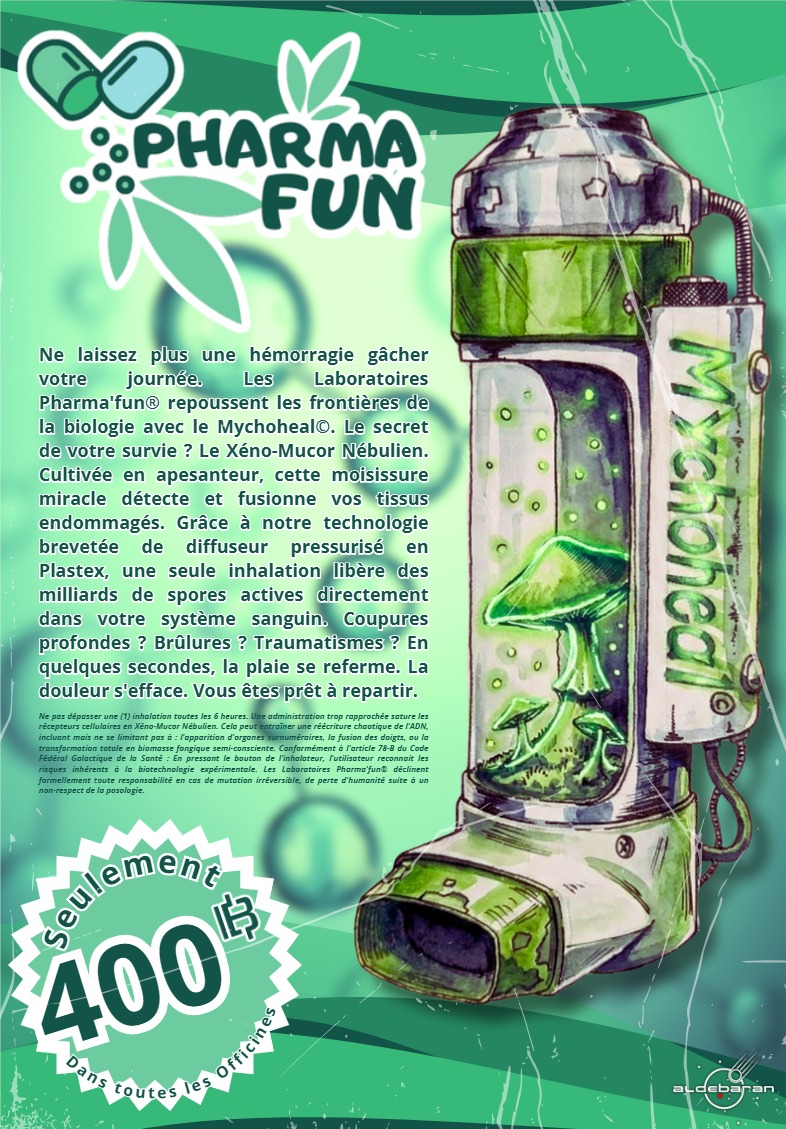 PHARMA
FUN
Ne laissez plus une hémorragie gâcher
votre journée. Les Laboratoires
Pharma'fun® repoussent les frontières de
la biologie avec le Mychoheal©. Le secret
de votre survie ? Le Xéno-Mucor Nébulien.
Cultivée en apesanteur, cette moisissure
miracle détecte et fusionne vos tissus
endommagés. Grâce à notre technologie
brevetée de diffuseur pressurisé en
Plastex, une seule inhalation libère des
milliards de spores actives directement
dans votre système sanguin. Coupures
profondes ? Brûlures ? Traumatismes ? En
quelques secondes, la plaie se referme. La
douleur s'efface. Vous êtes prêt à repartir.
Ne pas dépasser une (1) inhalation toutes les 6 heures. Une administration trop rapprochée sature les
récepteurs cellulaires en Xéno-Mucor Nébulien. Cela peut entraîner une réécriture chaotique de l'ADN,
incluant mais ne se limitant pas à : l'apparition d'organes surnuméraires, la fusion des doigts, ou la
transformation totale en biomasse fongique semi-consciente. Conformément à l'article 78-B du Code
Fédéral Galactique de la Santé : En pressant le bouton de l'inhalateur, l'utilisateur reconnait les
risques inhérents à la biotechnologie expérimentale. Les Laboratoires Pharma'fun® déclinent
formellement toute responsabilité en cas de mutation irréversible, de perte d'humanité suite à un
non-respect de la posologie.
Mychoheal©
Seulement
400
Dans toutes les Officines
aldebaran